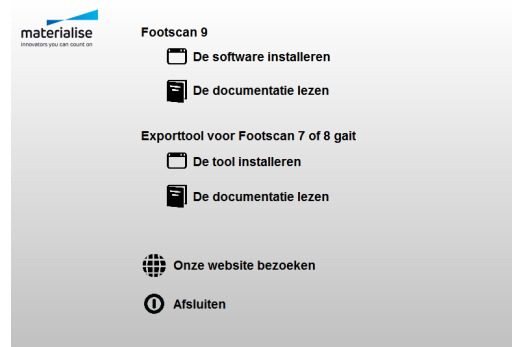 materialise
innovators you can count on
Footscan 9
De software installeren
De documentatie lezen
Exporttool voor Footscan 7 of 8 gait
De tool installeren
De documentatie lezen
Onze website bezoeken
Afsluiten